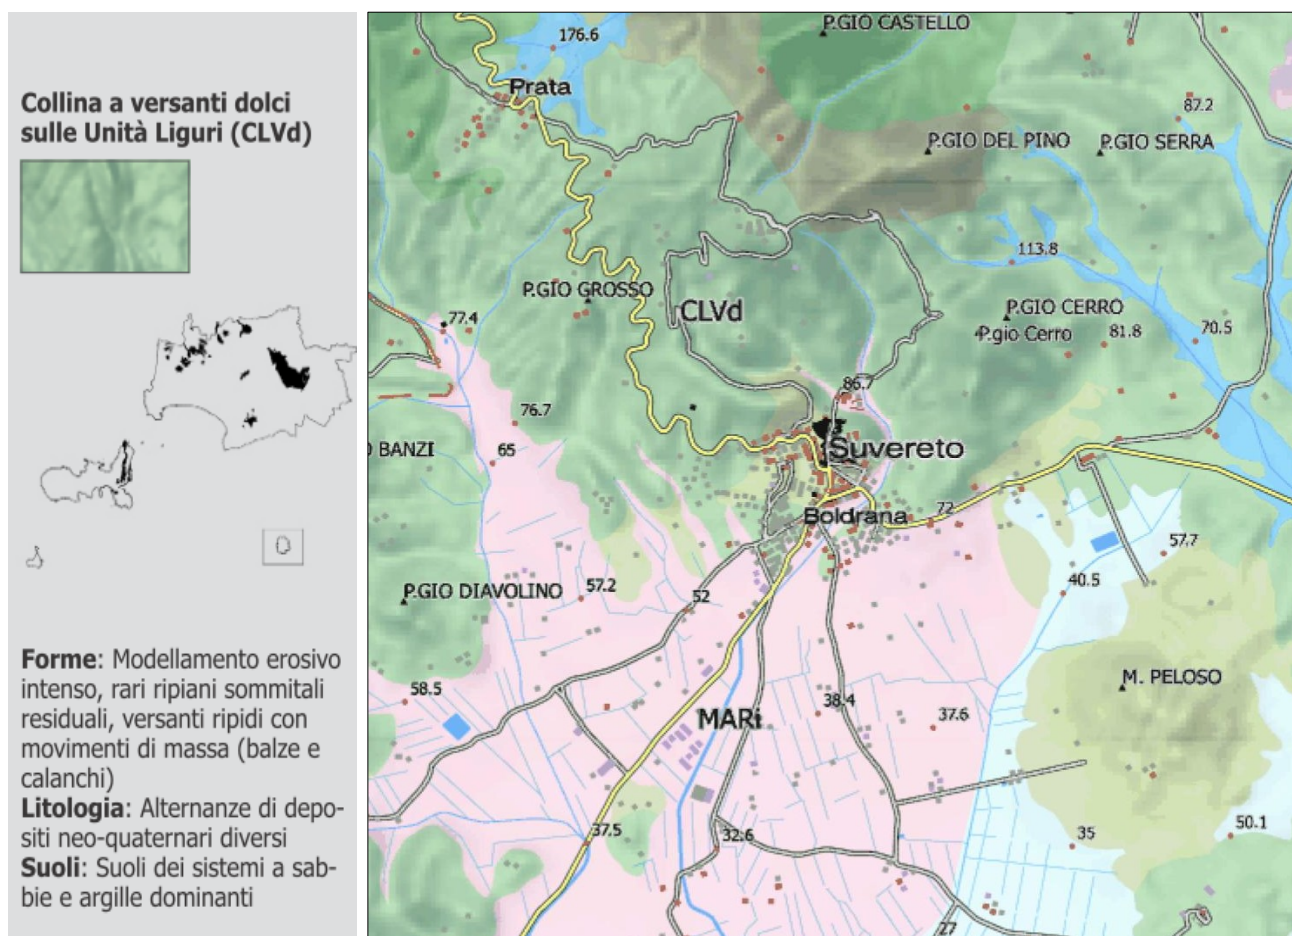 Collina a versanti dolci
sulle Unità Liguri (CLVd)
Forme: Modellamento erosivo
intenso, rari ripiani sommitali
residuali, versanti ripidi con
movimenti di massa (balze e
calanchi)
Litologia: Alternanze di depo-
siti neo-quaternari diversi
Suoli: Suoli dei sistemi a sab-
bie e argille dominanti
P.GIO CASTELLO
176.6
Prata
87.2
P.GIO DEL PINO
P.GIO SERRA
113.8
P.GIO GROSSO
CLVd
P.GIO CERRO
P.gio Cerro
77.4
81.8
70.5
86.7
76.7
O BANZI
65
Suvereto
Boldrana
72
57.7
40.5
P.GIO DIAVOLINO
57.2
52
M. PELOSO
58.5
MARi
38.4
37.6
37.5
32.6
35
50.1
27